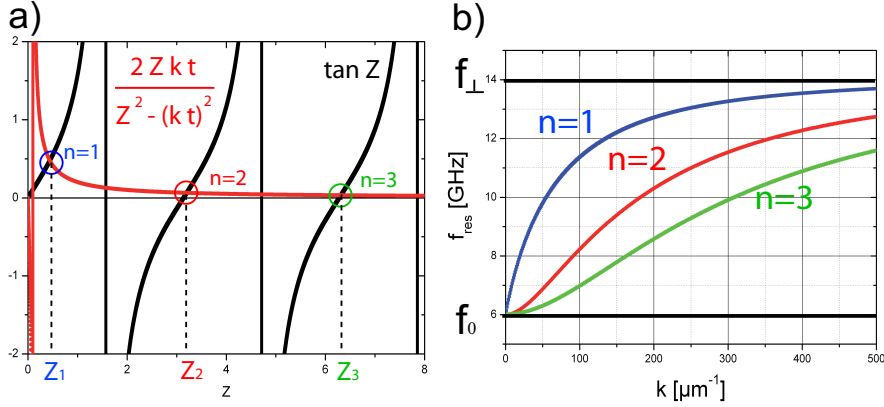 a)
2
1
0
-1
-2
0
2
4
6
8
2 Z k t
Z² - (k t)²
tan Z
n=1
n=2
n=3
Z₁
Z₂
Z₃
Z
b)
f⊥
f₀
f_res [GHz]
14
12
10
8
6
n=1
n=2
n=3
0
100
200
300
400
500
k [µm⁻¹]